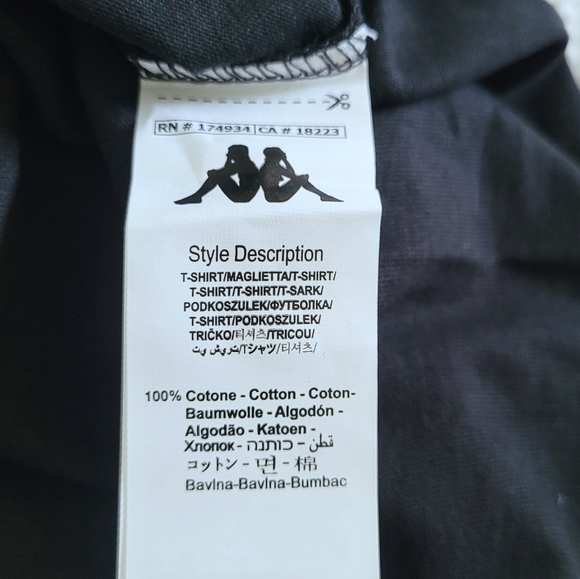 RN # 174934 CA # 18223
Style Description
T-SHIRT/MAGLIETTA/T-SHIRT/
T-SHIRT/T-SHIRT/T-SARK/
PODKOSZULEK/ФУТБОЛКА/
T-SHIRT/PODKOSZULEK/
TRIČKO/티셔츠/TRICOU/
تي شيرت/Tシャツ/티셔츠/
100% Cotone - Cotton - Coton-
Baumwolle - Algodón -
Algodão - Katoen -
Хлопок - כותנה - قطن
コットン - 면 - 棉
Bavlna-Bavlna-Bumbac